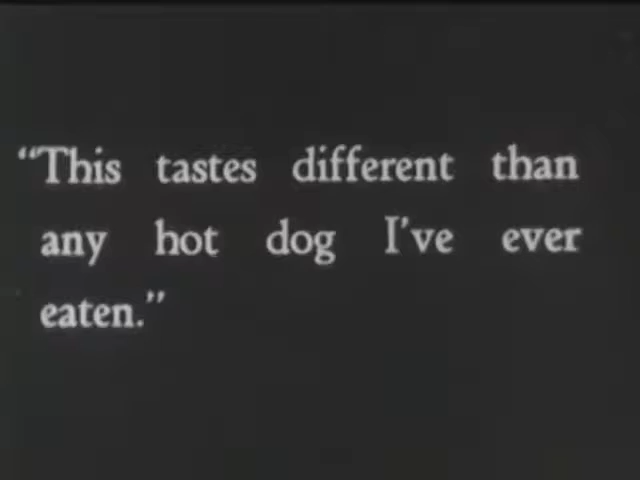 “This tastes different than
any hot dog I've ever
eaten.”